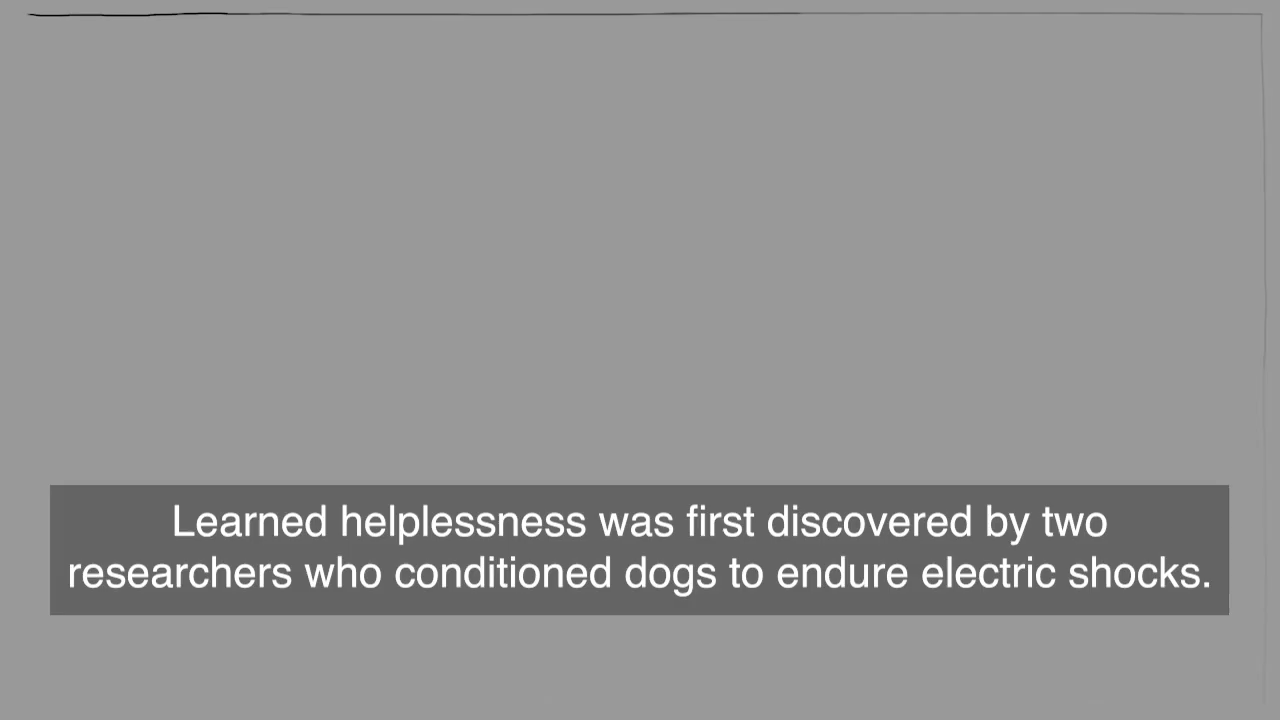 Learned helplessness was first discovered by two
researchers who conditioned dogs to endure electric shocks.